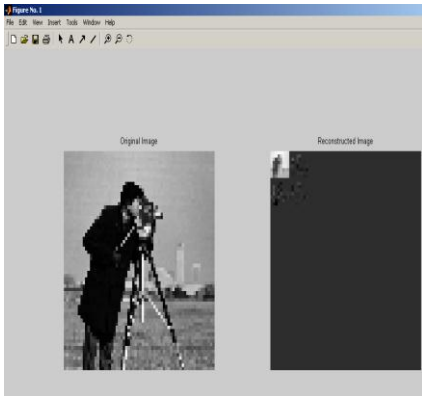 Figure No. 1
File Edit View Insert Tools Window Help
Original Image
Reconstructed Image